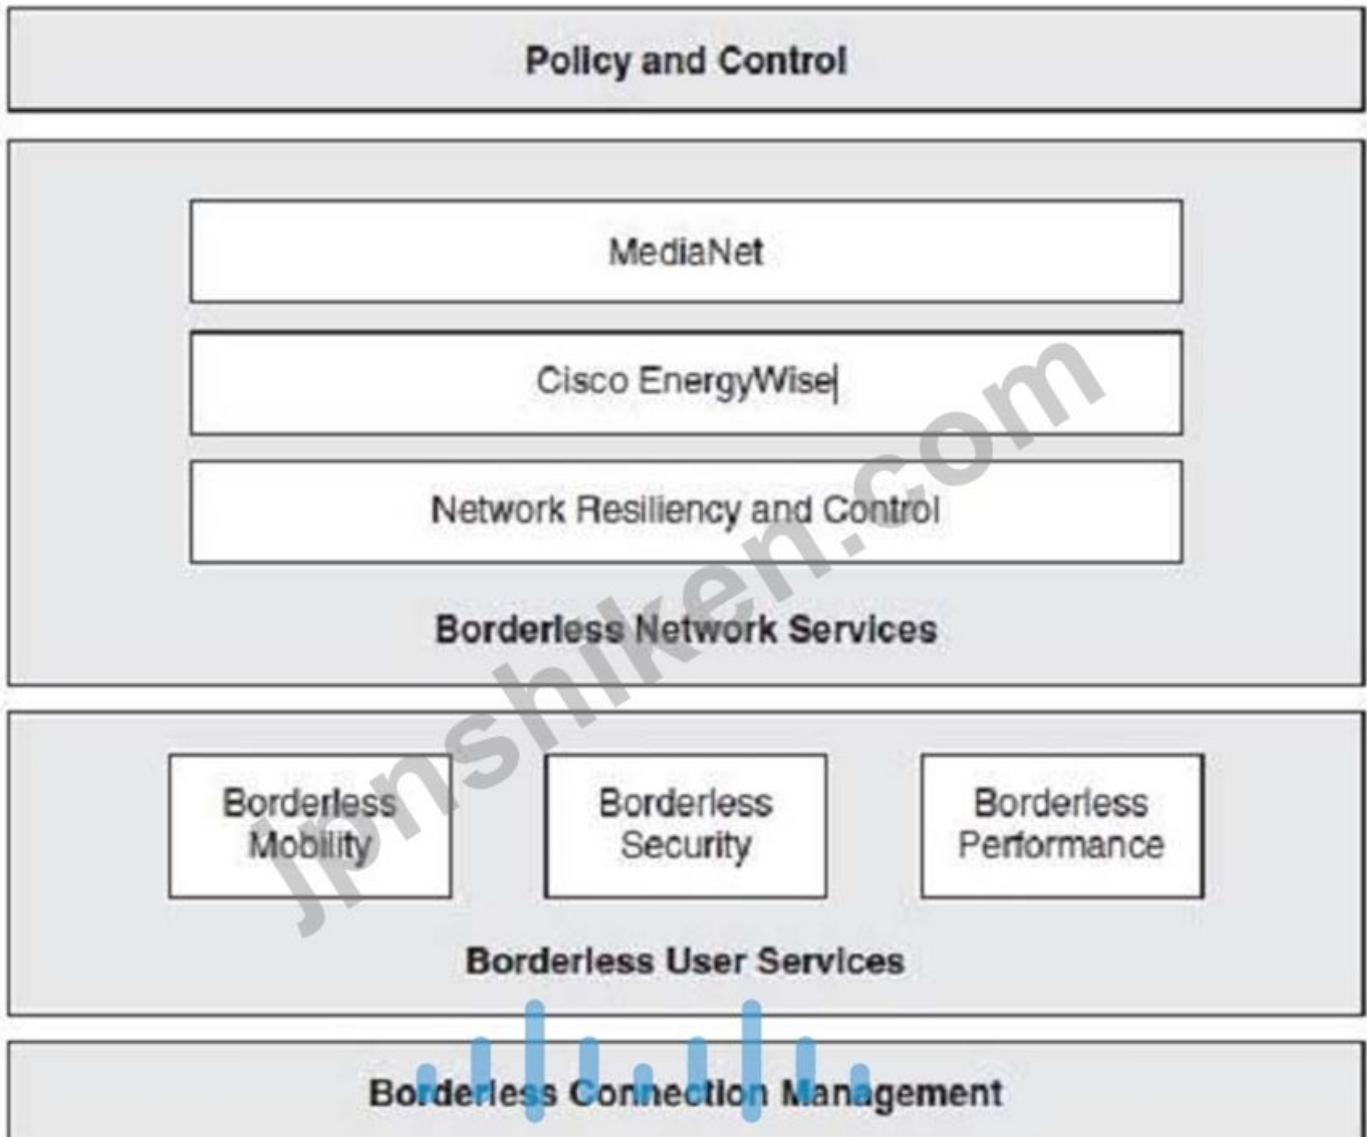 Policy and Control
MediaNet
Cisco EnergyWise
Network Resiliency and Control
Borderless Network Services
Borderless
Mobility
Borderless
Security
Borderless
Performance
Borderless User Services
Borderless Connection Management
jpnshiken.com